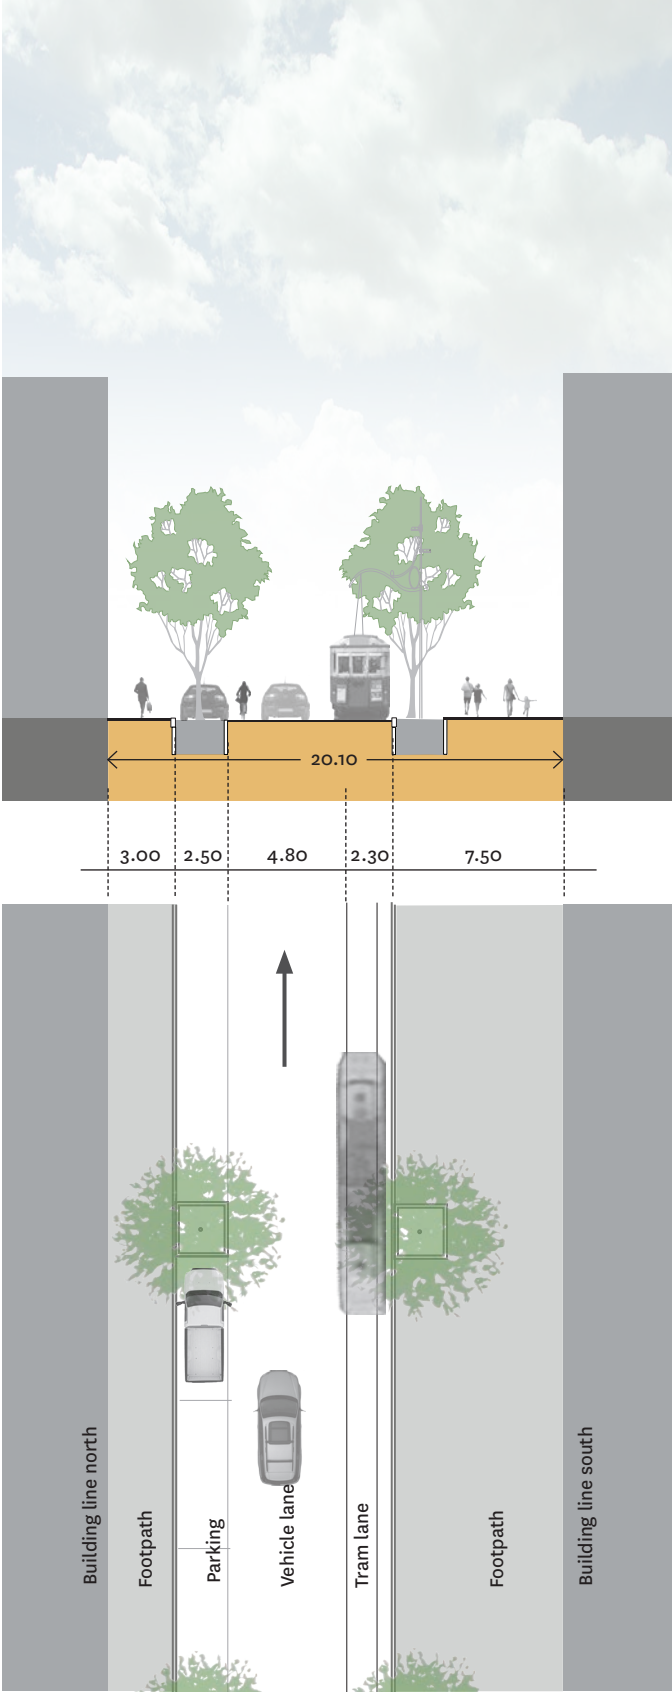 20.10
3.00 2.50 4.80 2.30 7.50
Building line north
Footpath
Parking
Vehicle lane
Tram lane
Footpath
Building line south